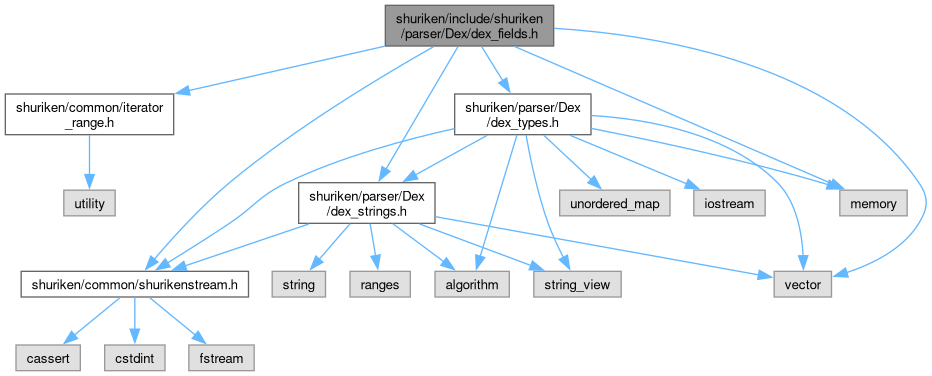 shuriken/include/shuriken
/parser/Dex/dex_fields.h
shuriken/common/iterator
_range.h
shuriken/parser/Dex
/dex_types.h
utility
shuriken/parser/Dex
/dex_strings.h
unordered_map
iostream
memory
shuriken/common/shurikenstream.h
string
ranges
algorithm
string_view
vector
cassert
cstdint
fstream